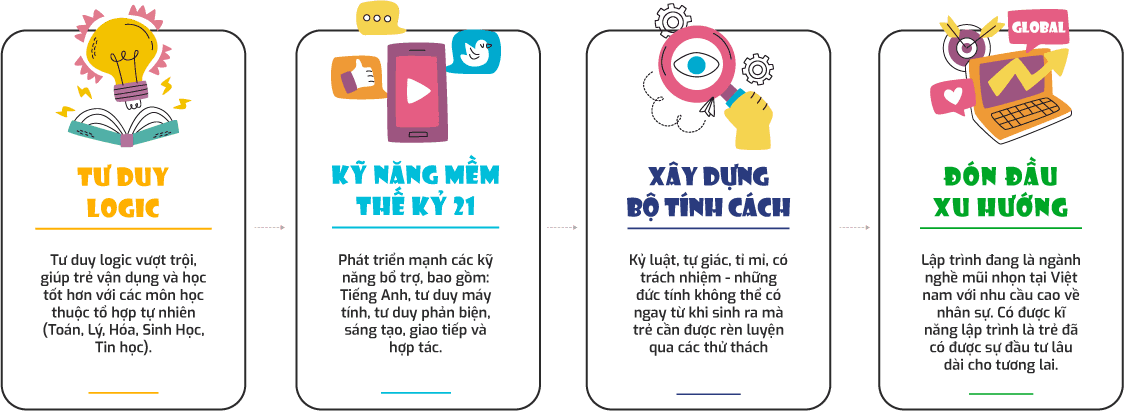 TƯ DUY
LOGIC
Tư duy logic vượt trội,
giúp trẻ vận dụng và học
tốt hơn với các môn học
thuộc tổ hợp tự nhiên
(Toán, Lý, Hóa, Sinh Học,
Tin học).
KỸ NĂNG MỀM
THẾ KỶ 21
Phát triển mạnh các kỹ
năng bổ trợ, bao gồm:
Tiếng Anh, tư duy máy
tính, tư duy phản biện,
sáng tạo, giao tiếp và
hợp tác.
XÂY DỰNG
BỘ TÍNH CÁCH
Kỷ luật, tự giác, tỉ mỉ, có
trách nhiệm - những
đức tính không thể có
ngay từ khi sinh ra mà
trẻ cần được rèn luyện
qua các thử thách
GLOBAL
ĐÓN ĐẦU
XU HƯỚNG
Lập trình đang là ngành
nghề mũi nhọn tại Việt
nam với nhu cầu cao về
nhân sự. Có được kĩ
năng lập trình là trẻ đã
có được sự đầu tư lâu
dài cho tương lai.